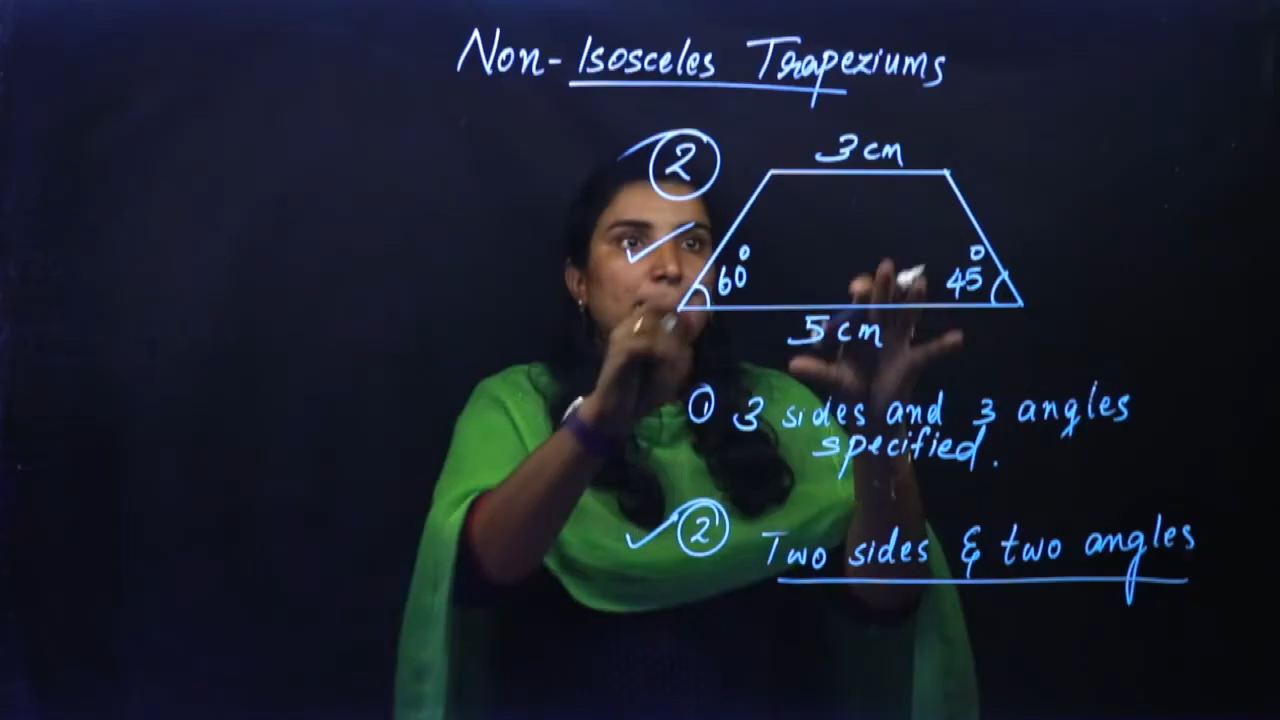 Non-Isosceles Trapeziums
2
3 cm
60° 45°
5 cm
① 3 sides and 3 angles
specified.
② Two sides & two angles